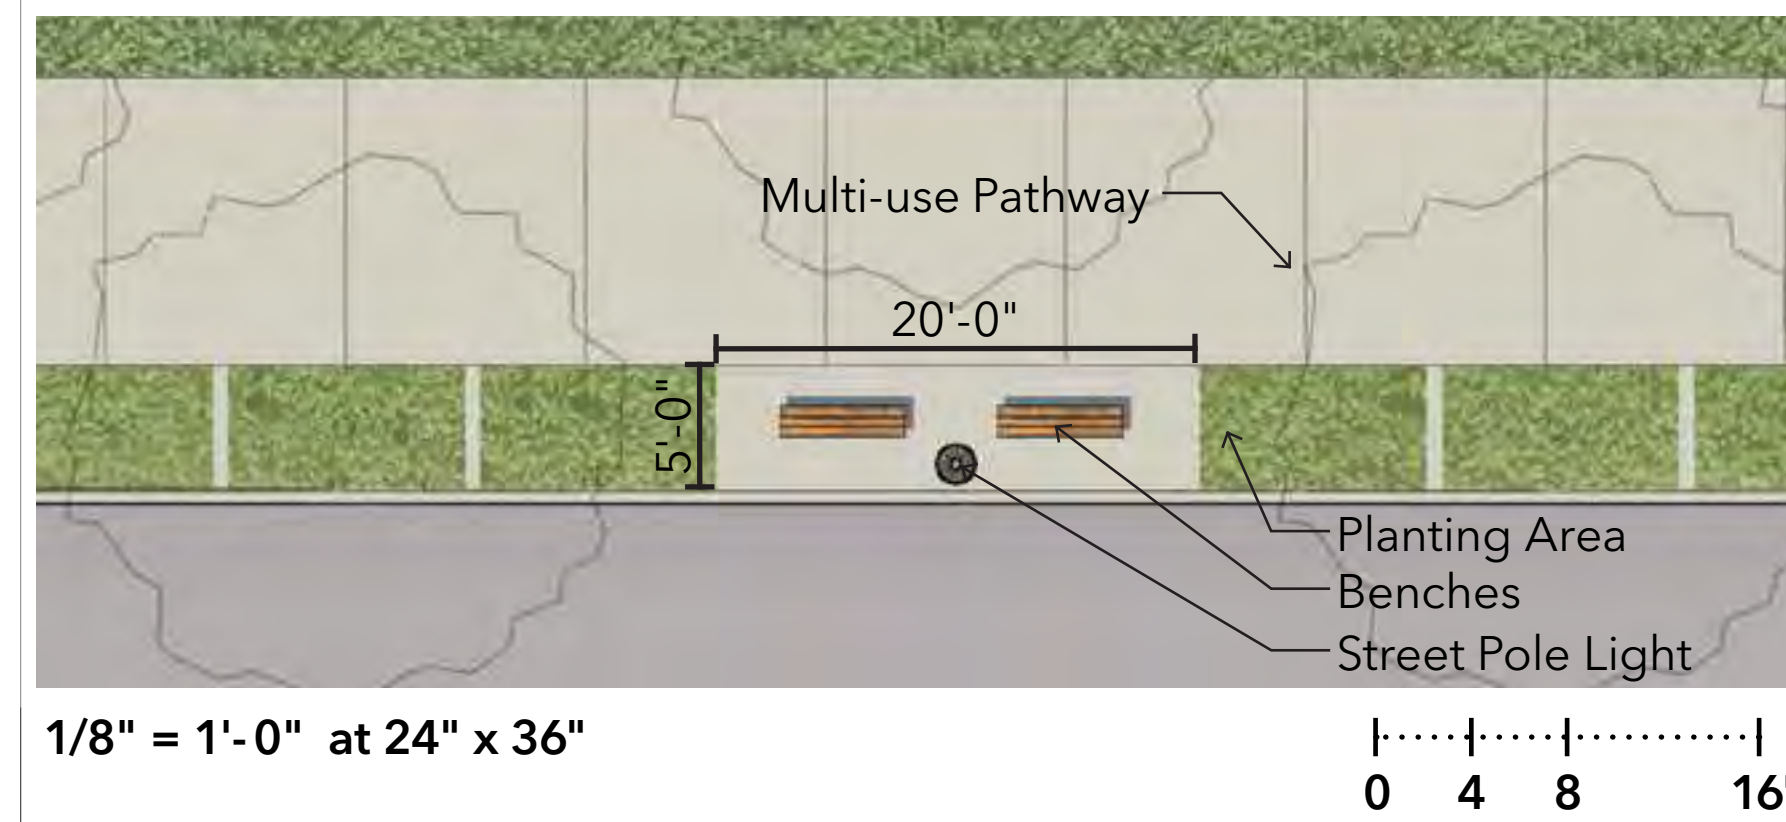 Multi-use Pathway
20'-0"
5'-0"
Planting Area
Benches
Street Pole Light
1/8" = 1'-0" at 24" x 36"
0 4 8 16'